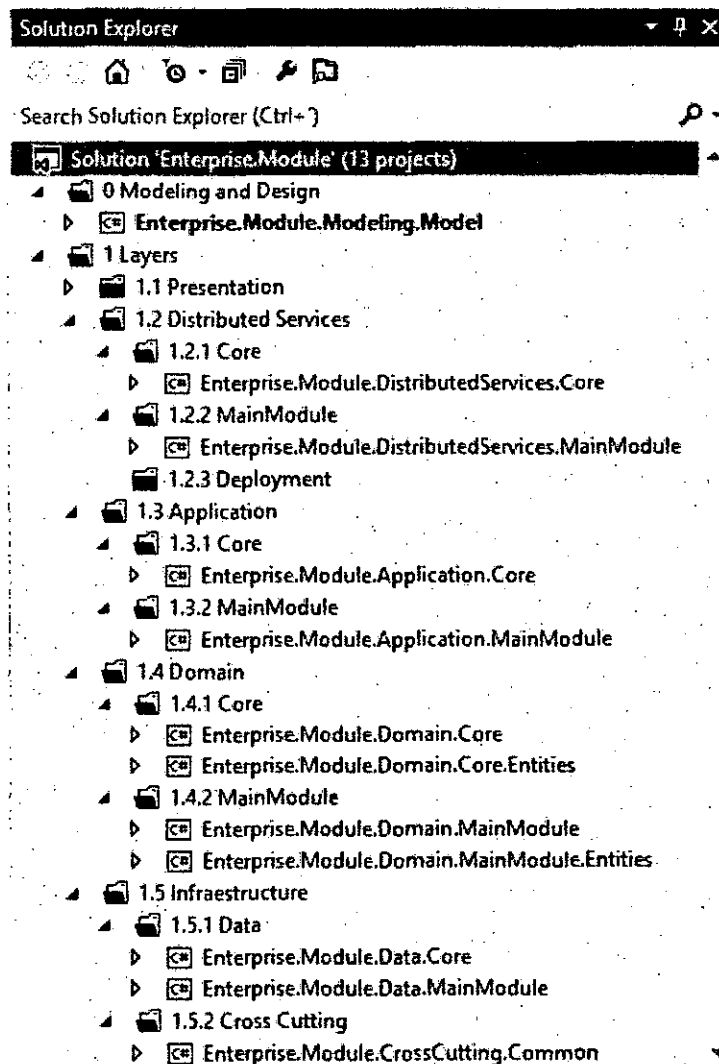 Solution Explorer
Search Solution Explorer (Ctrl+')
Solution 'Enterprise.Module' (13 projects)
0 Modeling and Design
C# Enterprise.Module.Modeling.Model
1 Layers
1.1 Presentation
1.2 Distributed Services
1.2.1 Core
C# Enterprise.Module.DistributedServices.Core
1.2.2 MainModule
C# Enterprise.Module.DistributedServices.MainModule
1.2.3 Deployment
1.3 Application
1.3.1 Core
C# Enterprise.Module.Application.Core
1.3.2 MainModule
C# Enterprise.Module.Application.MainModule
1.4 Domain
1.4.1 Core
C# Enterprise.Module.Domain.Core
C# Enterprise.Module.Domain.Core.Entities
1.4.2 MainModule
C# Enterprise.Module.Domain.MainModule
C# Enterprise.Module.Domain.MainModule.Entities
1.5 Infraestructure
1.5.1 Data
C# Enterprise.Module.Data.Core
C# Enterprise.Module.Data.MainModule
1.5.2 Cross Cutting
C# Enterprise.Module.CrossCutting.Common